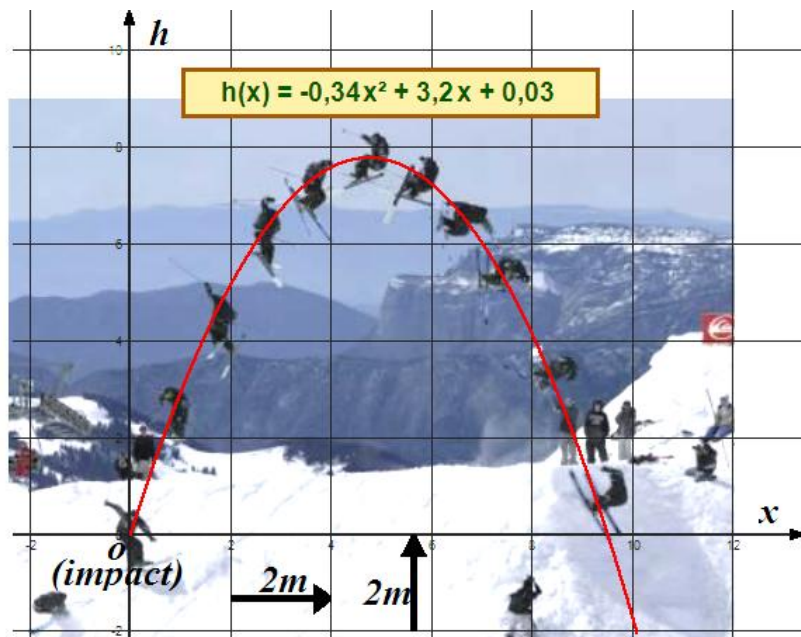 h
10
h(x) = -0,34x² + 3,2x + 0,03
8
6
4
2
x
-2
o
2
4
6
8
10
12
(impact)
2m
2m
-2